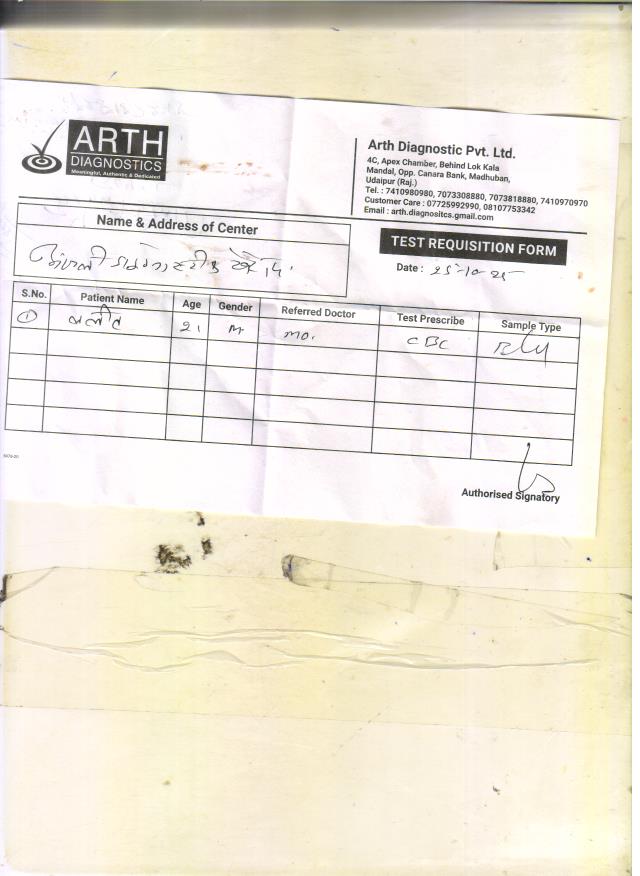 ARTH
DIAGNOSTICS
Meaningful, Authentic & Dedicated
Arth Diagnostic Pvt. Ltd.
4C, Apex Chamber, Behind Lok Kala
Mandal, Opp. Canara Bank, Madhuban,
Udaipur (Raj.)
Tel. : 7410980980, 7073308880, 7073818880, 7410970970
Customer Care : 07725992990, 08107753342
Email : arth.diagnositcs.gmail.com
Name & Address of Center
TEST REQUISITION FORM
Date : 25-10-25
S.No. Patient Name Age Gender Referred Doctor Test Prescribe Sample Type
1 21 M MO. CBC
Authorised Signatory